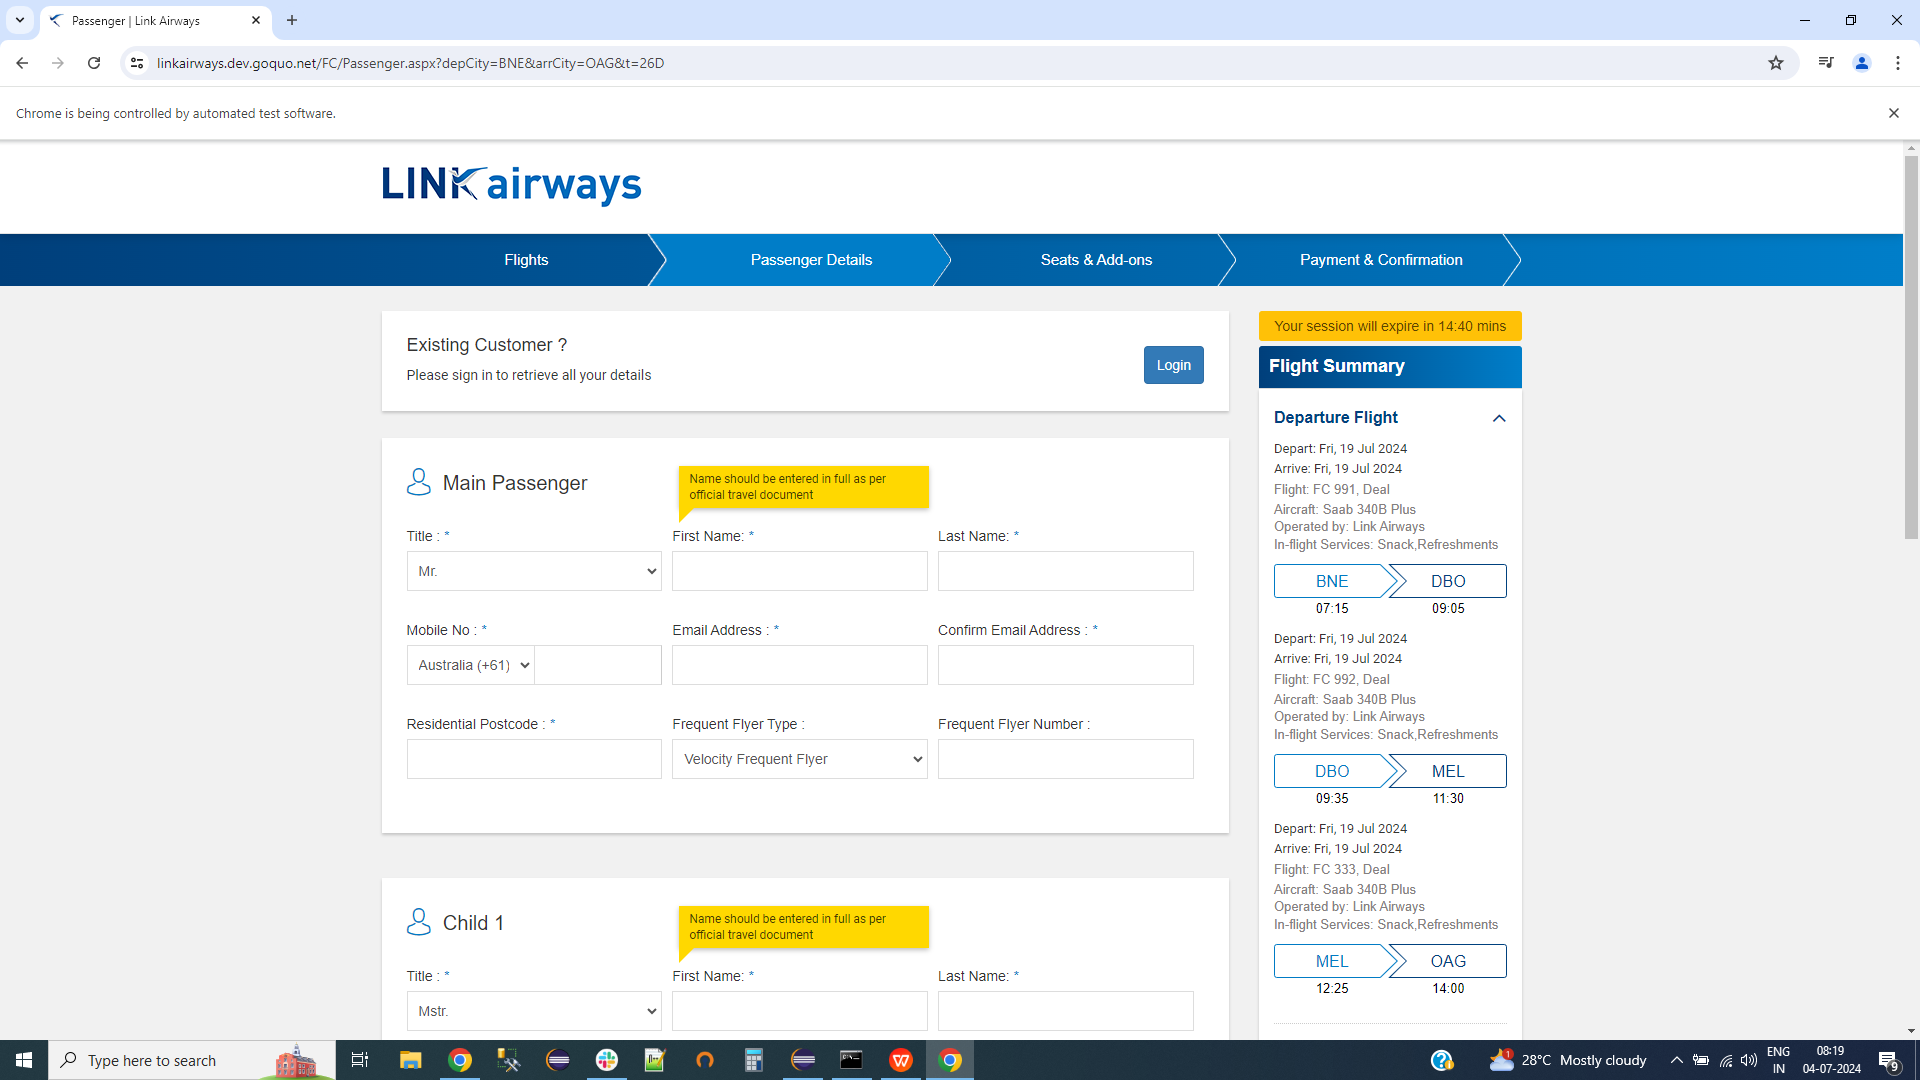 Passenger | Link Airways
linkairways.dev.goquo.net/FC/Passenger.aspx?depCity=BNE&arrCity=OAG&t=26D
Chrome is being controlled by automated test software.
LINK airways
Flights
Passenger Details
Seats & Add-ons
Payment & Confirmation
Existing Customer ?
Please sign in to retrieve all your details
Login
Main Passenger
Name should be entered in full as per
official travel document
Title : *
First Name: *
Last Name: *
Mr.
Mobile No : *
Email Address : *
Confirm Email Address : *
Australia (+61)
Residential Postcode : *
Frequent Flyer Type :
Frequent Flyer Number :
Velocity Frequent Flyer
Child 1
Name should be entered in full as per
official travel document
Title : *
First Name: *
Last Name: *
Mstr.
Your session will expire in 14:40 mins
Flight Summary
Departure Flight
Depart: Fri, 19 Jul 2024
Arrive: Fri, 19 Jul 2024
Flight: FC 991, Deal
Aircraft: Saab 340B Plus
Operated by: Link Airways
In-flight Services: Snack,Refreshments
BNE DBO
07:15 09:05
Depart: Fri, 19 Jul 2024
Arrive: Fri, 19 Jul 2024
Flight: FC 992, Deal
Aircraft: Saab 340B Plus
Operated by: Link Airways
In-flight Services: Snack,Refreshments
DBO MEL
09:35 11:30
Depart: Fri, 19 Jul 2024
Arrive: Fri, 19 Jul 2024
Flight: FC 333, Deal
Aircraft: Saab 340B Plus
Operated by: Link Airways
In-flight Services: Snack,Refreshments
MEL OAG
12:25 14:00
Type here to search
1
28°C Mostly cloudy
ENG
IN
08:19
04-07-2024
9